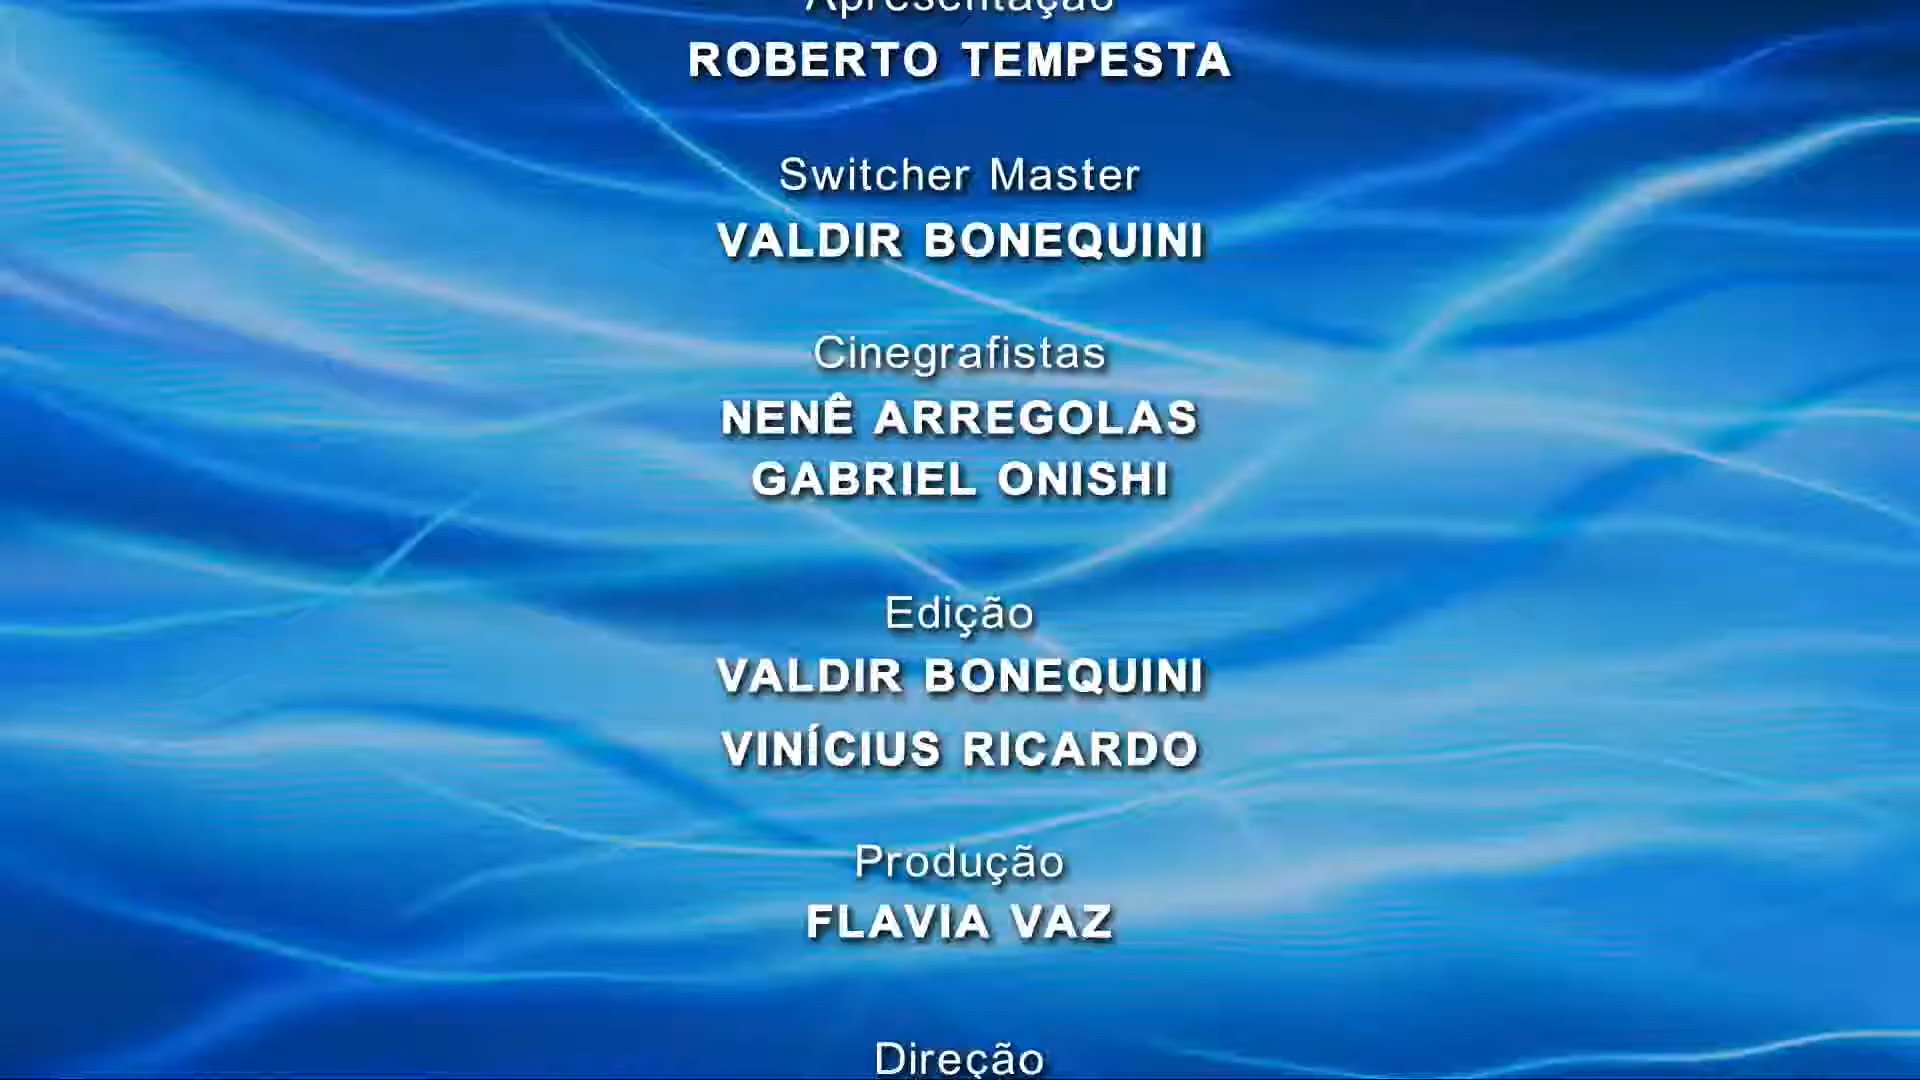 Apresentação
ROBERTO TEMPESTA
Switcher Master
VALDIR BONEQUINI
Cinegrafistas
NENÊ ARREGOLAS
GABRIEL ONISHI
Edição
VALDIR BONEQUINI
VINÍCIUS RICARDO
Produção
FLAVIA VAZ
Direção